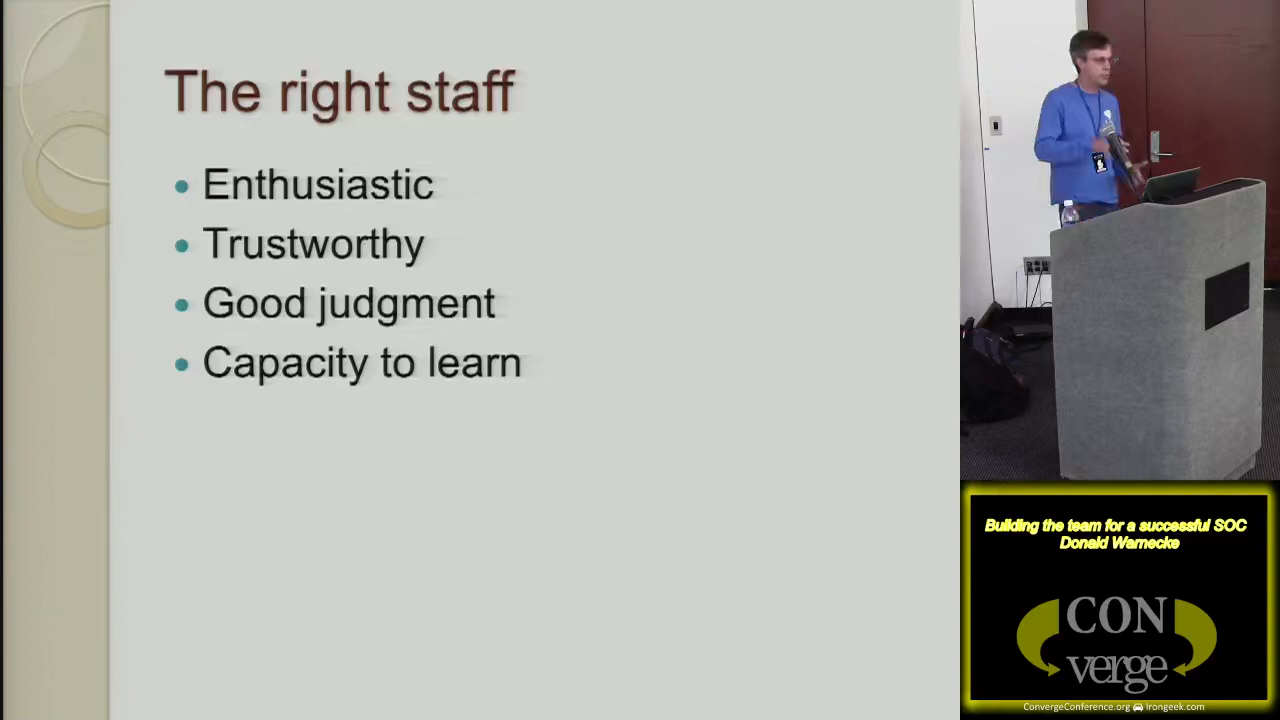 The right staff
Enthusiastic
Trustworthy
Good judgment
Capacity to learn
Building the team for a successful SOC
Donald Warnecke
CON
verge
ConvergeConference.org Irongeek.com